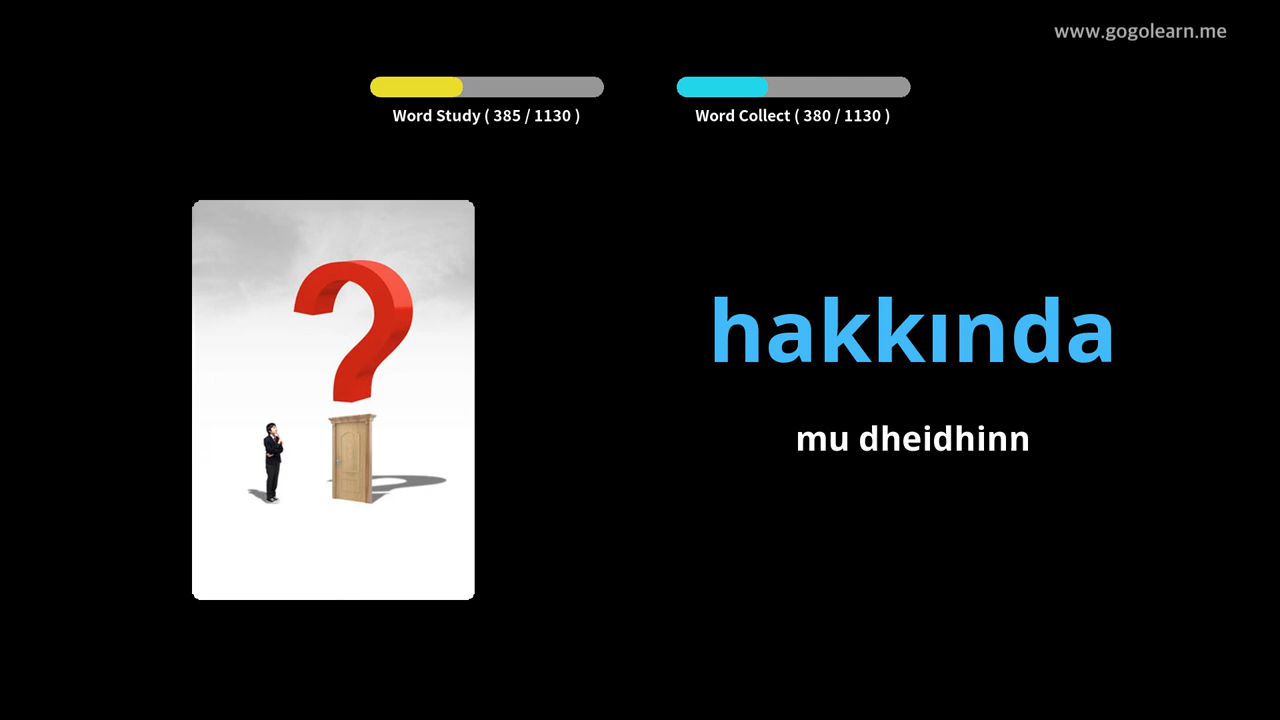 www.gogolearn.me
Word Study ( 385 / 1130 )
Word Collect ( 380 / 1130 )
hakkında
mu dheidhinn